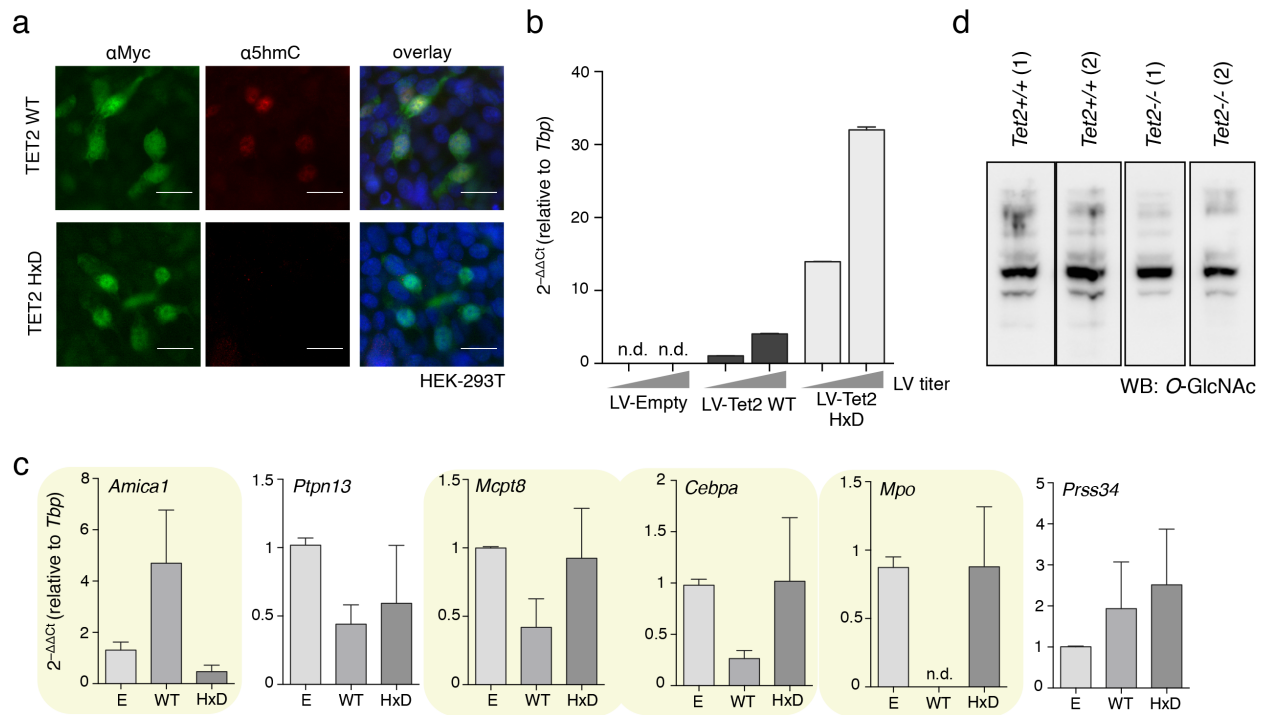 a
αMyc
α5hmC
overlay
TET2 WT
TET2 HxD
HEK-293T
b
2–ΔΔCt (relative to Tbp)
40
30
20
10
0
n.d. n.d.
LV titer
LV-Empty
LV-Tet2 WT
LV-Tet2
HxD
d
Tet2+/+ (1)
Tet2+/+ (2)
Tet2-/- (1)
Tet2-/- (2)
WB: O-GlcNAc
c
2–ΔΔCt (relative to Tbp)
Amica1
8
6
4
2
0
E WT HxD
Ptpn13
1.5
1
0.5
0
E WT HxD
Mcpt8
1.5
1
0.5
0
E WT HxD
Cebpa
2
1.5
1
0.5
0
E WT HxD
Mpo
1.5
1
0.5
0
n.d.
E WT HxD
Prss34
5
4
3
2
1
0
E WT HxD